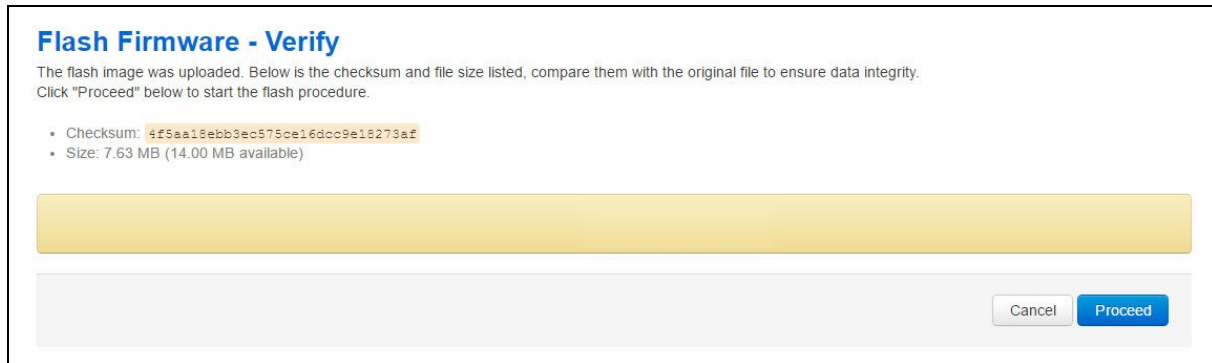 Flash Firmware - Verify
The flash image was uploaded. Below is the checksum and file size listed, compare them with the original file to ensure data integrity.
Click "Proceed" below to start the flash procedure.
Checksum: 4f5aa18ebb3ec575ce16dcc9e18273af
Size: 7.63 MB (14.00 MB available)
Cancel Proceed